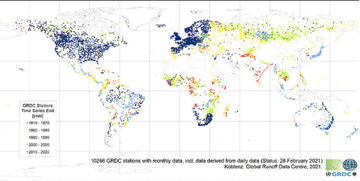 GRDC Stations
Time Series End
[year]
1919 - 1979
1980 - 1989
1990 - 1999
2000 - 2009
2010 - 2020
10266 GRDC stations with monthly data, incl. data derived from daily data (Status: 28 February 2021)
Koblenz: Global Runoff Data Centre, 2021.
GRDC